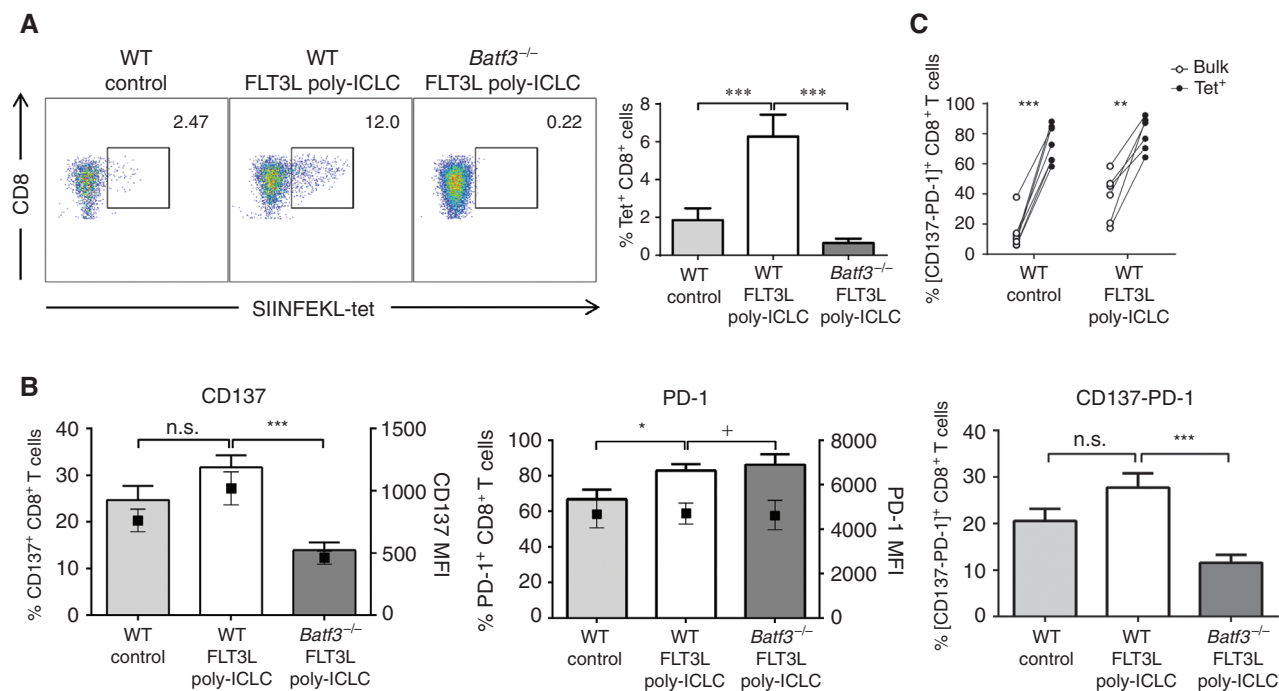 A
WT
control
WT
FLT3L poly-ICLC
Batf3–/–
FLT3L poly-ICLC
2.47
12.0
0.22
CD8
SIINFEKL-tet
% Tet+ CD8+ cells
8
6
4
2
0
***
***
WT
control
WT
FLT3L
poly-ICLC
Batf3–/–
FLT3L
poly-ICLC
C
Bulk
Tet+
% [CD137-PD-1]+ CD8+ T cells
100
80
60
40
20
0
***
**
WT
control
WT
FLT3L
poly-ICLC
B
CD137
% CD137+ CD8+ T cells
40
30
20
10
0
n.s.
***
1500
1000
500
0
CD137 MFI
WT
control
WT
FLT3L
poly-ICLC
Batf3–/–
FLT3L
poly-ICLC
PD-1
% PD-1+ CD8+ T cells
100
80
60
40
20
0
*
+
8000
6000
4000
2000
0
PD-1 MFI
WT
control
WT
FLT3L
poly-ICLC
Batf3–/–
FLT3L
poly-ICLC
CD137-PD-1
% [CD137-PD-1]+ CD8+ T cells
40
30
20
10
0
n.s.
***
WT
control
WT
FLT3L
poly-ICLC
Batf3–/–
FLT3L
poly-ICLC